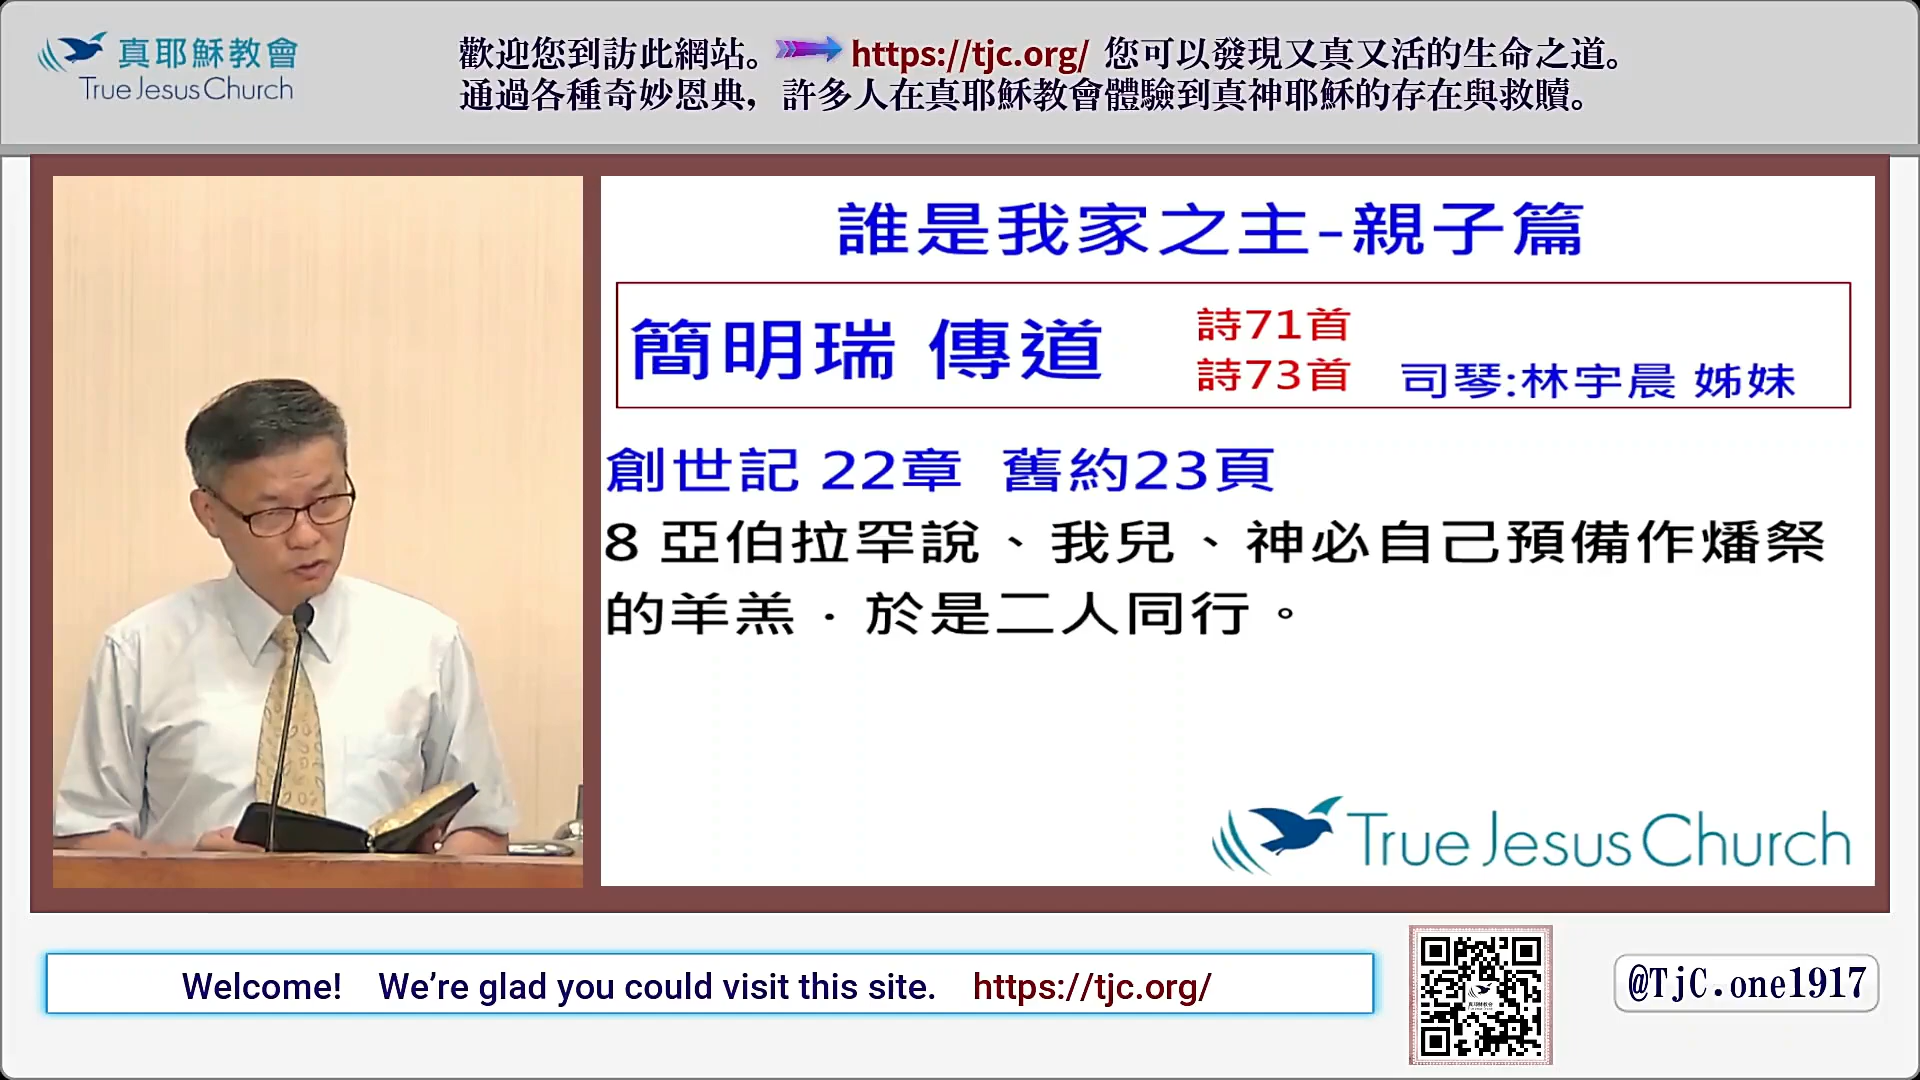 真耶穌教會
True Jesus Church
歡迎您到訪此網站。 https://tjc.org/ 您可以發現又真又活的生命之道。
通過各種奇妙恩典，許多人在真耶穌教會體驗到真神耶穌的存在與救贖。
誰是我家之主-親子篇
簡明瑞 傳道
詩71首
詩73首
司琴:林宇晨 姊妹
創世記 22章 舊約23頁
8 亞伯拉罕說、我兒、神必自己預備作燔祭
的羊羔．於是二人同行。
True Jesus Church
Welcome! We’re glad you could visit this site. https://tjc.org/
@TjC.one1917